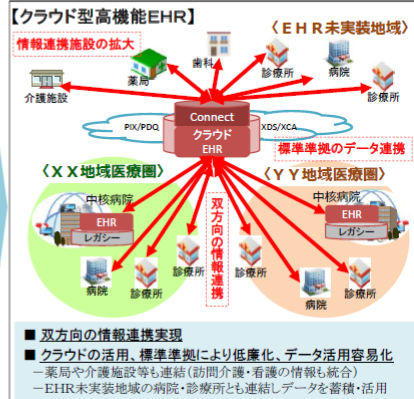 【クラウド型高機能EHR】
〈EHR未実装地域〉
情報連携施設の拡大
歯科
薬局
診療所
病院
診療所
介護施設
Connect
クラウド
EHR
PIX/PDQ
XDS/XCA
標準準拠のデータ連携
〈XX地域医療圏〉
〈YY地域医療圏〉
中核病院
EHR
レガシー
双方向の情報連携
中核病院
EHR
レガシー
病院
診療所
診療所
診療所
病院
診療所
■ 双方向の情報連携実現
■ クラウドの活用、標準準拠により低廉化、データ活用容易化
－薬局や介護施設等も連結(訪問介護・看護の情報も統合)
－EHR未実装地域の病院・診療所とも連結しデータを蓄積・活用